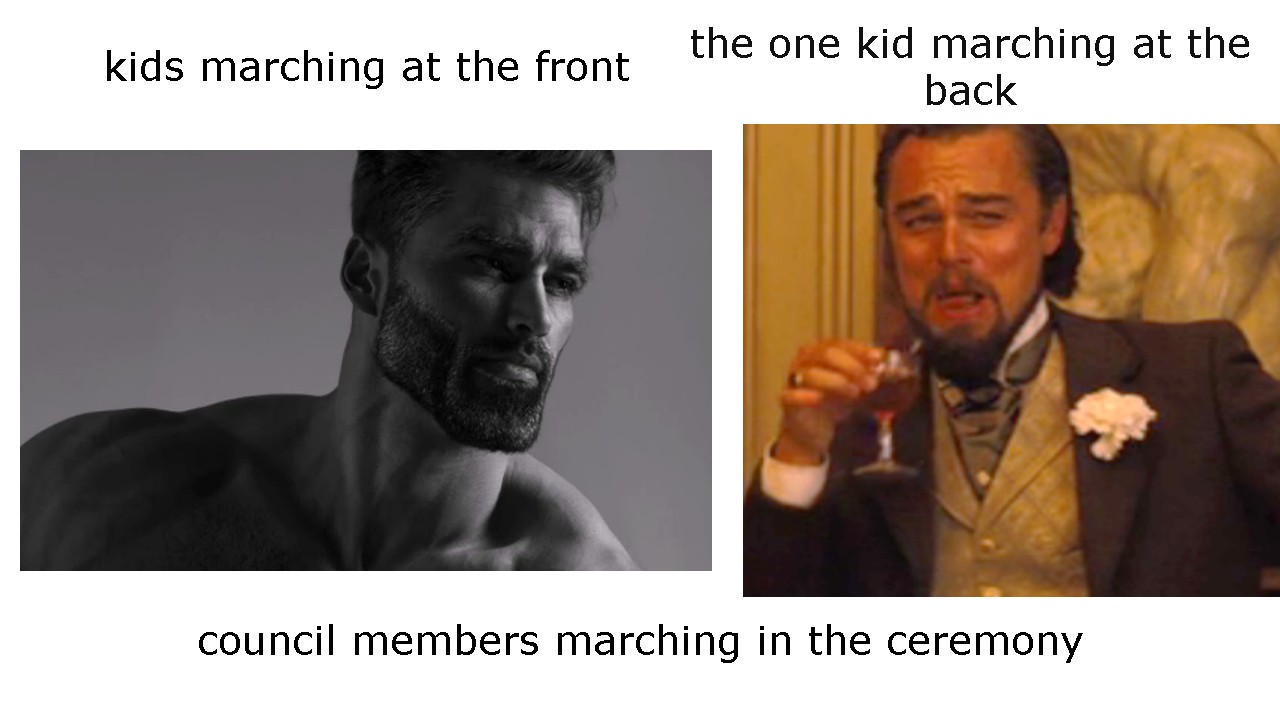 kids marching at the front
the one kid marching at the
back
council members marching in the ceremony